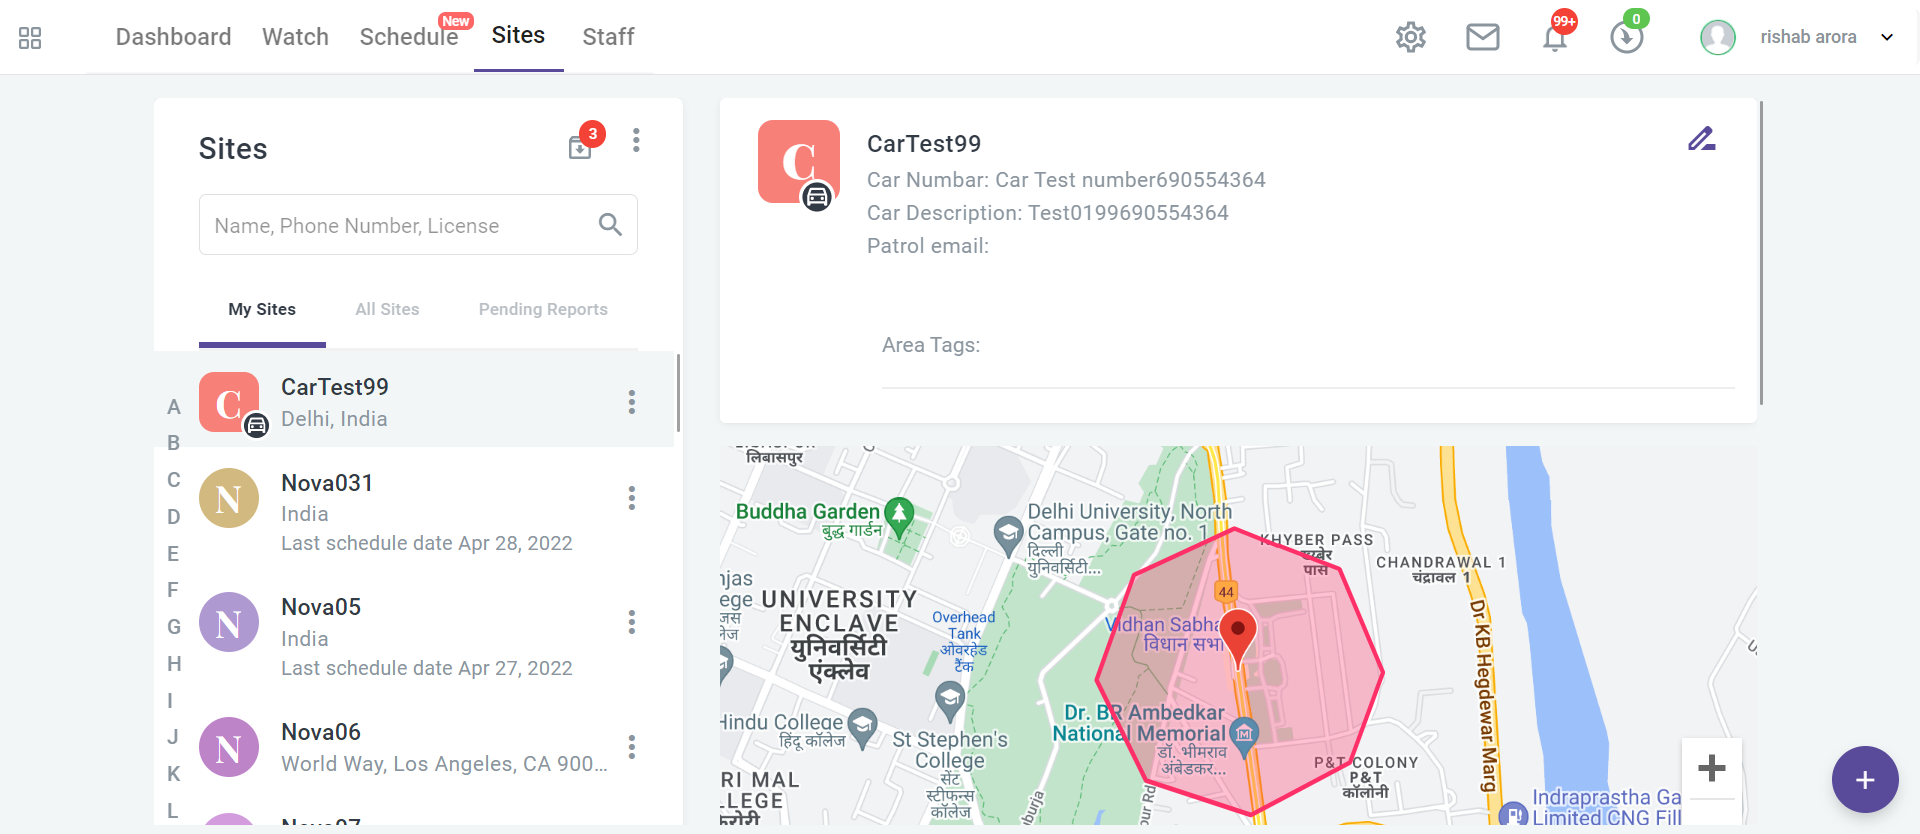 Dashboard
Watch
Schedule
New
Sites
Staff
99+
0
rishab arora
Sites
3
Name, Phone Number, License
My Sites
All Sites
Pending Reports
A
B
C
D
E
F
G
H
I
J
K
L
C
CarTest99
Delhi, India
N
Nova031
India
Last schedule date Apr 28, 2022
N
Nova05
India
Last schedule date Apr 27, 2022
N
Nova06
World Way, Los Angeles, CA 900...
C
CarTest99
Car Numbar: Car Test number690554364
Car Description: Test0199690554364
Patrol email:
Area Tags:
लिबासपुर
Buddha Garden
बुद्ध गार्डन
Delhi University, North
Campus, Gate no. 1
दिल्ली
युनिवर्सिटी...
KHYBER PASS
पास
CHANDRAWAL 1
चंद्रावल 1
UNIVERSITY
ENCLAVE
युनिवर्सिटी
एंक्लेव
Overhead
Tank
ओवरहेड
टैंक
44
Vidhan Sabha
विधान सभा
Dr KB Hegdewar Marg
Dr. BR Ambedkar
National Memorial
डॉ. भीमराव
अंबेडकर...
Hindu College
हिंदू कॉलेज
St Stephen's
College
सेंट
स्टीफन्स
कॉलेज
P&T COLONY
P&T
कॉलोनी
RI MAL
LLEGE
Indraprastha Ga
Limited CNG Fill